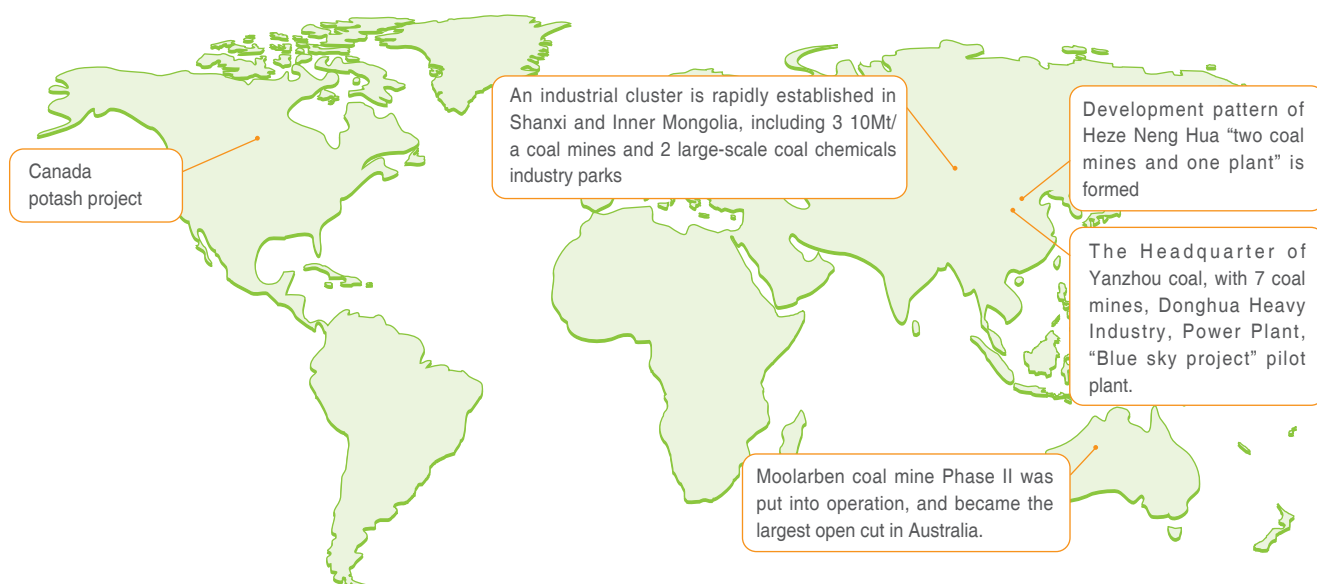 An industrial cluster is rapidly established in
Shanxi and Inner Mongolia, including 3 10Mt/
a coal mines and 2 large-scale coal chemicals
industry parks
Development pattern of
Heze Neng Hua “two coal
mines and one plant” is
formed
Canada
potash project
The Headquarter of
Yanzhou coal, with 7 coal
mines, Donghua Heavy
Industry, Power Plant,
“Blue sky project” pilot
plant.
Moolarben coal mine Phase II was
put into operation, and became the
largest open cut in Australia.